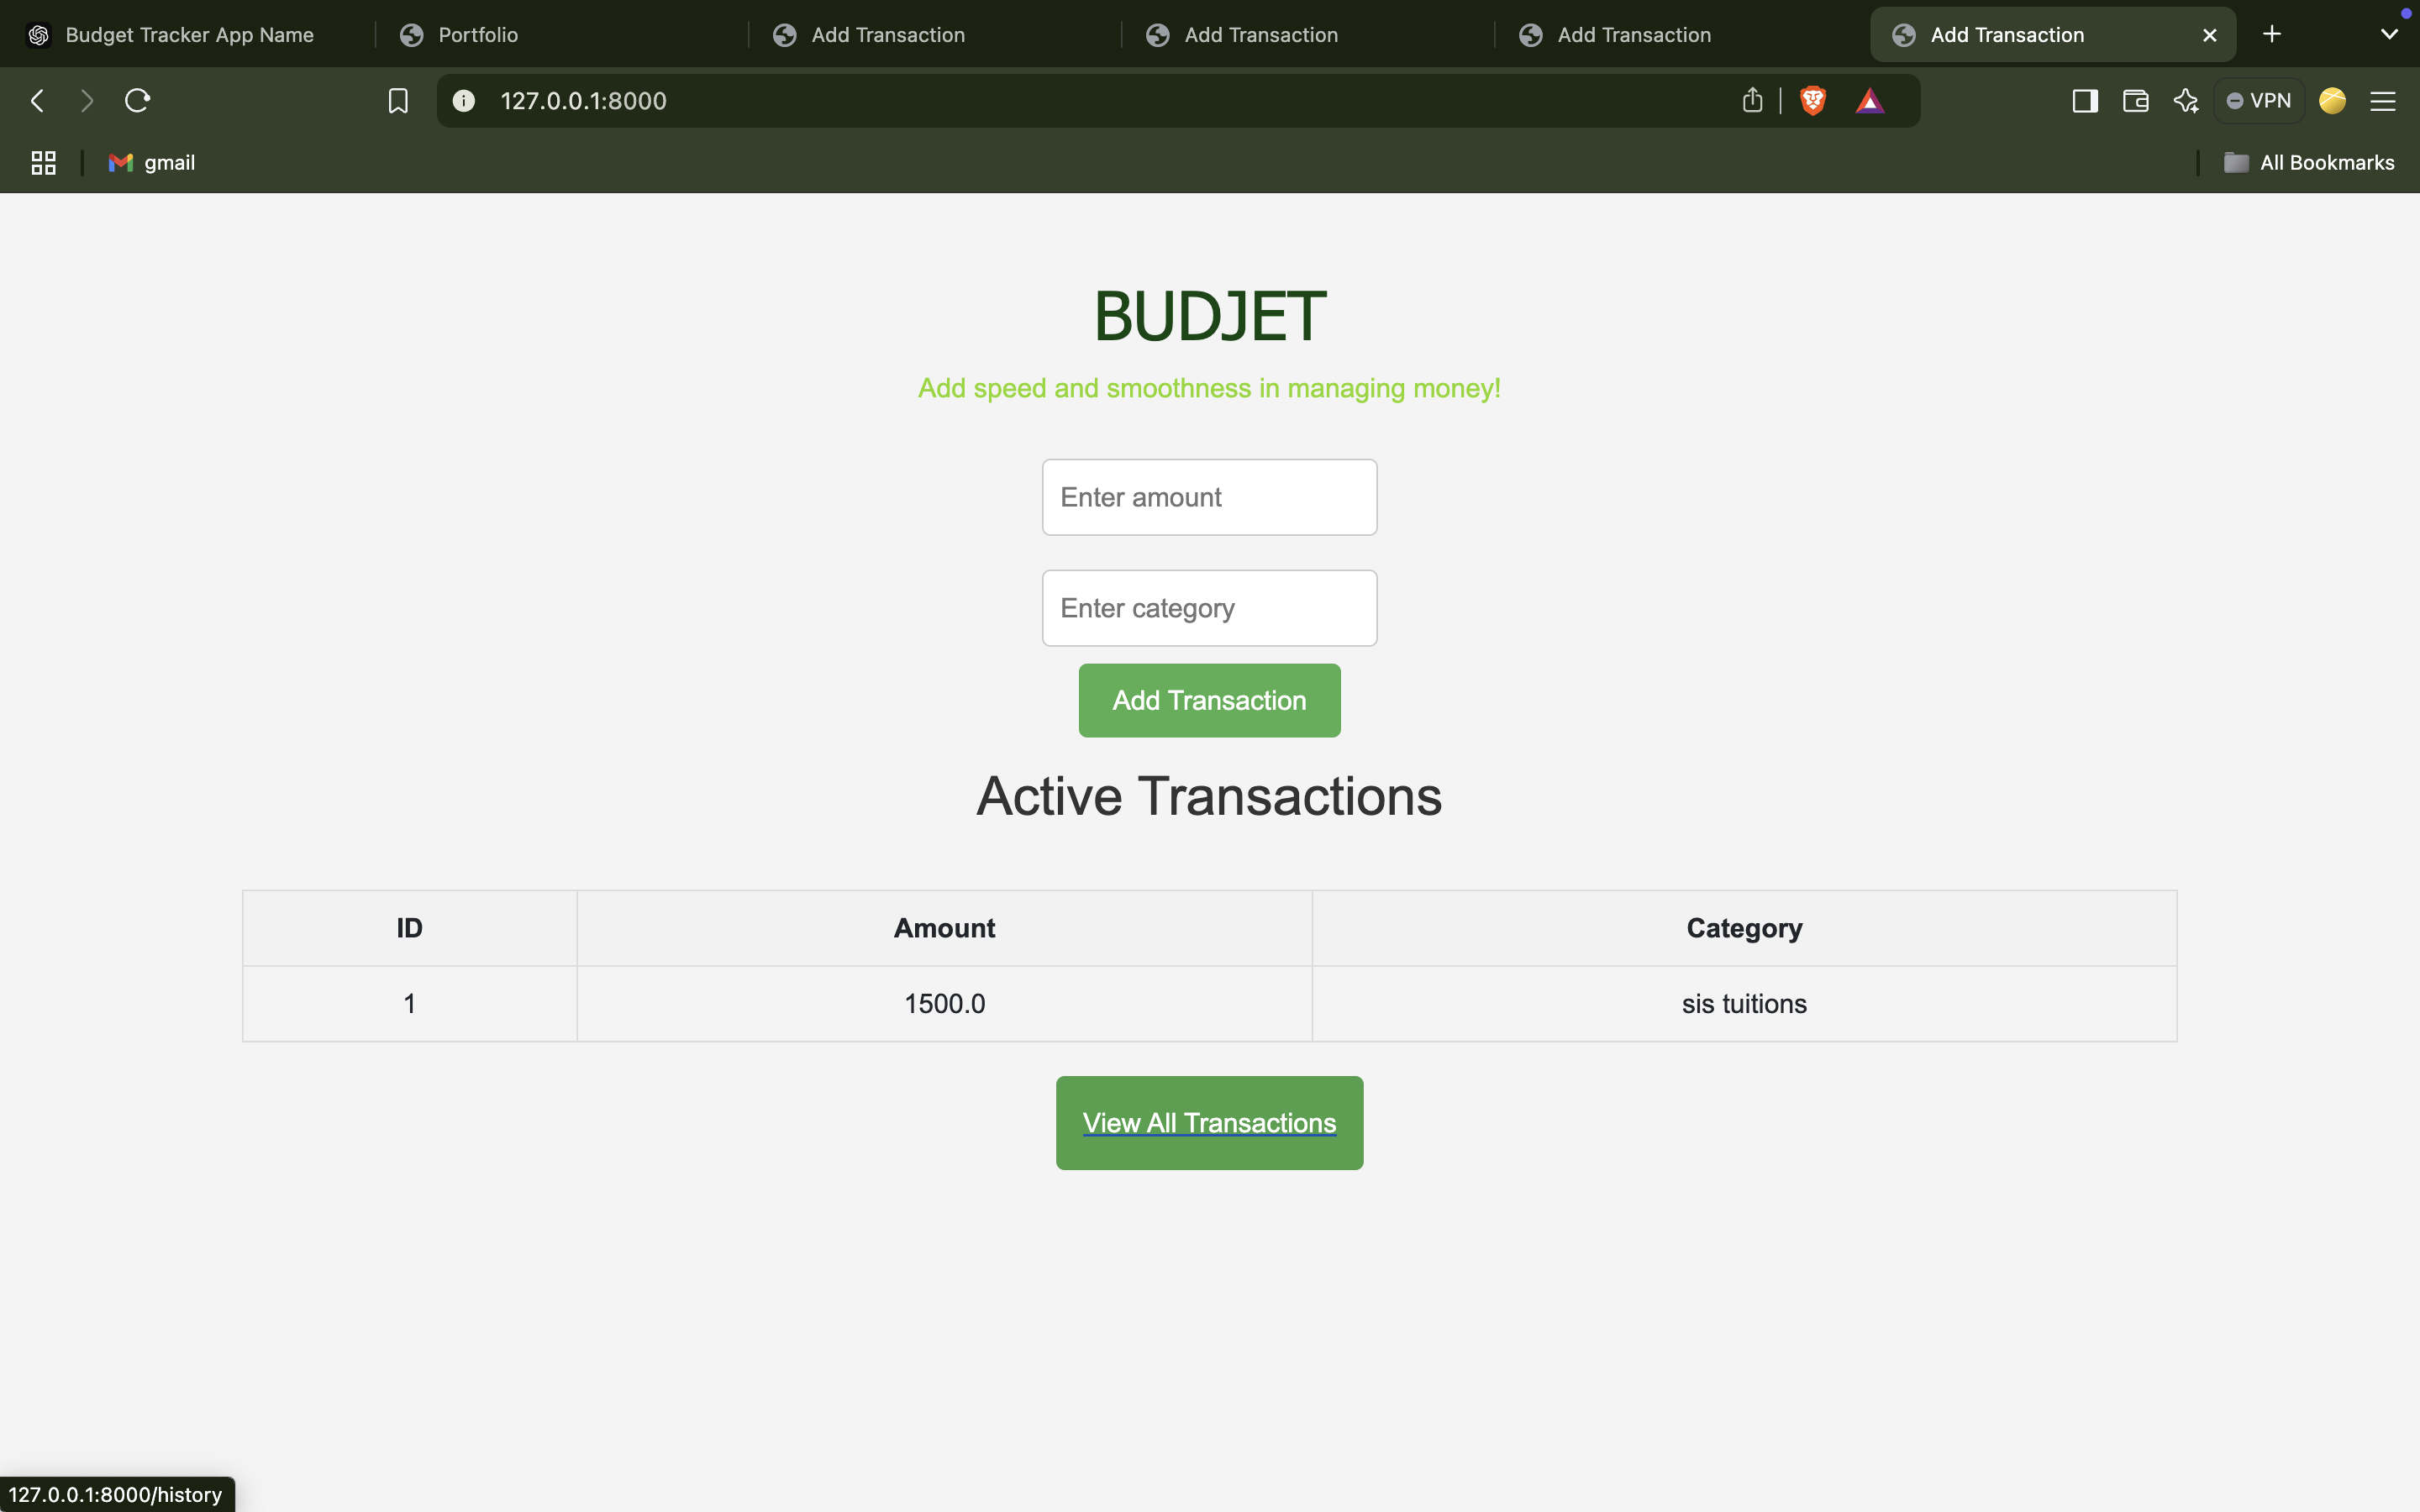 Budget Tracker App Name
Portfolio
Add Transaction
Add Transaction
Add Transaction
Add Transaction
127.0.0.1:8000
VPN
gmail
All Bookmarks
BUDJET
Add speed and smoothness in managing money!
Enter amount
Enter category
Add Transaction
Active Transactions
ID Amount Category
1 1500.0 sis tuitions
View All Transactions
127.0.0.1:8000/history